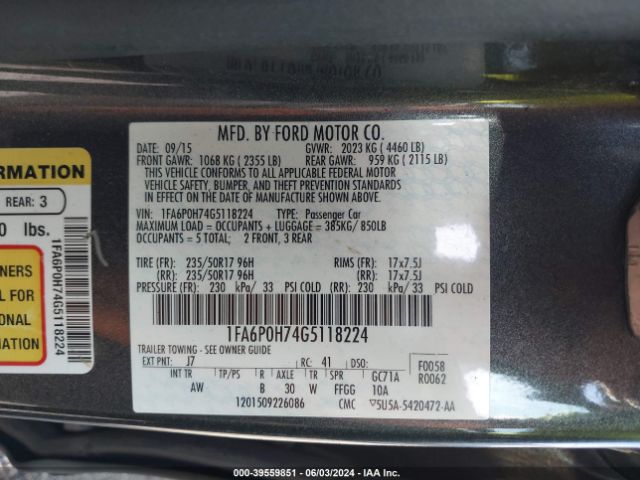 MFD. BY FORD MOTOR CO.
DATE: 09/15 GVWR: 2023 KG ( 4460 LB)
FRONT GAWR: 1068 KG ( 2355 LB) REAR GAWR: 959 KG ( 2115 LB)
THIS VEHICLE CONFORMS TO ALL APPLICABLE FEDERAL MOTOR
VEHICLE SAFETY, BUMPER, AND THEFT PREVENTION STANDARDS
IN EFFECT ON THE DATE OF MANUFACTURE SHOWN ABOVE.
VIN: 1FA6P0H74G5118224 TYPE: Passenger Car
MAXIMUM LOAD = OCCUPANTS + LUGGAGE = 385KG/ 850LB
OCCUPANTS = 5 TOTAL; 2 FRONT, 3 REAR
TIRE (FR): 235/50R17 96H RIMS (FR): 17x7.5J
(RR): 235/50R17 96H (RR): 17x7.5J
PRESSURE (FR): 230 kPa/ 33 PSI COLD (RR): 230 kPa/33 PSI COLD
1FA6P0H74G5118224
TRAILER TOWING - SEE OWNER GUIDE
EXT PNT: J7 RC: 41 DSO: F0058
INT TR TP/PS R AXLE TR SPR GC71A R0062
AW B 30 W FFGG 10A
1201509226086 CMC 5U5A-5420472-AA
FORMATION
REAR: 3
0 lbs.
NERS
L FOR
ONAL
MATION
1FA6P0H74G5118224
000-39559851 - 06/03/2024 - IAA Inc.